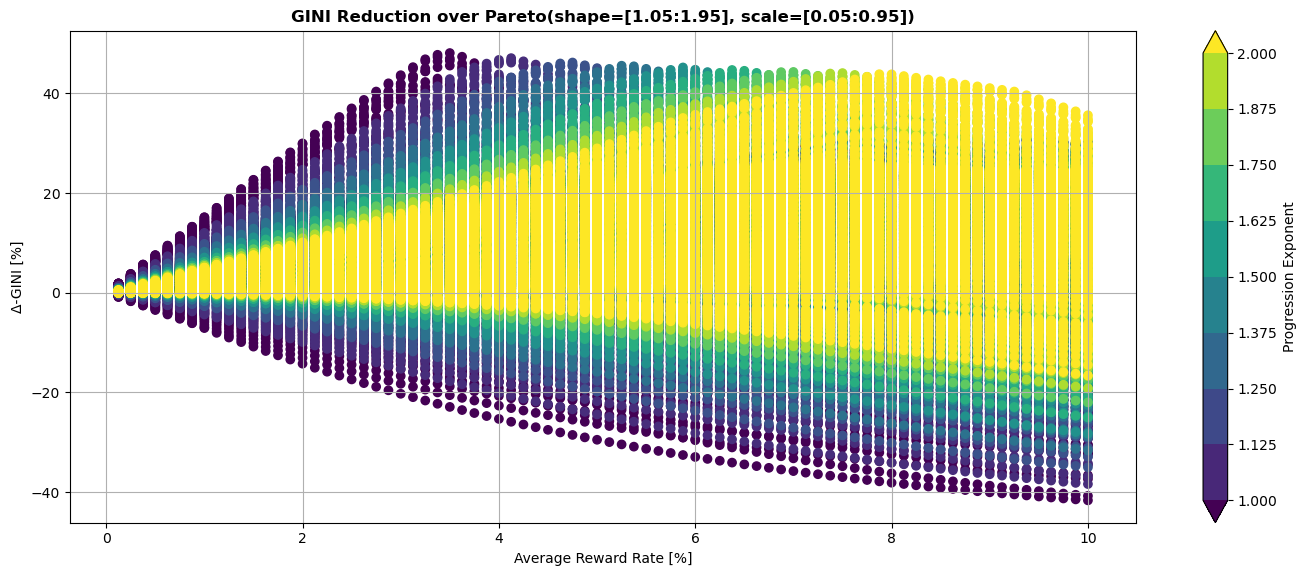 GINI Reduction over Pareto(shape=[1.05:1.95], scale=[0.05:0.95])
Δ-GINI [%]
40
20
0
−20
−40
0 2 4 6 8 10
Average Reward Rate [%]
2.000
1.875
1.750
1.625
1.500
1.375
1.250
1.125
1.000
Progression Exponent